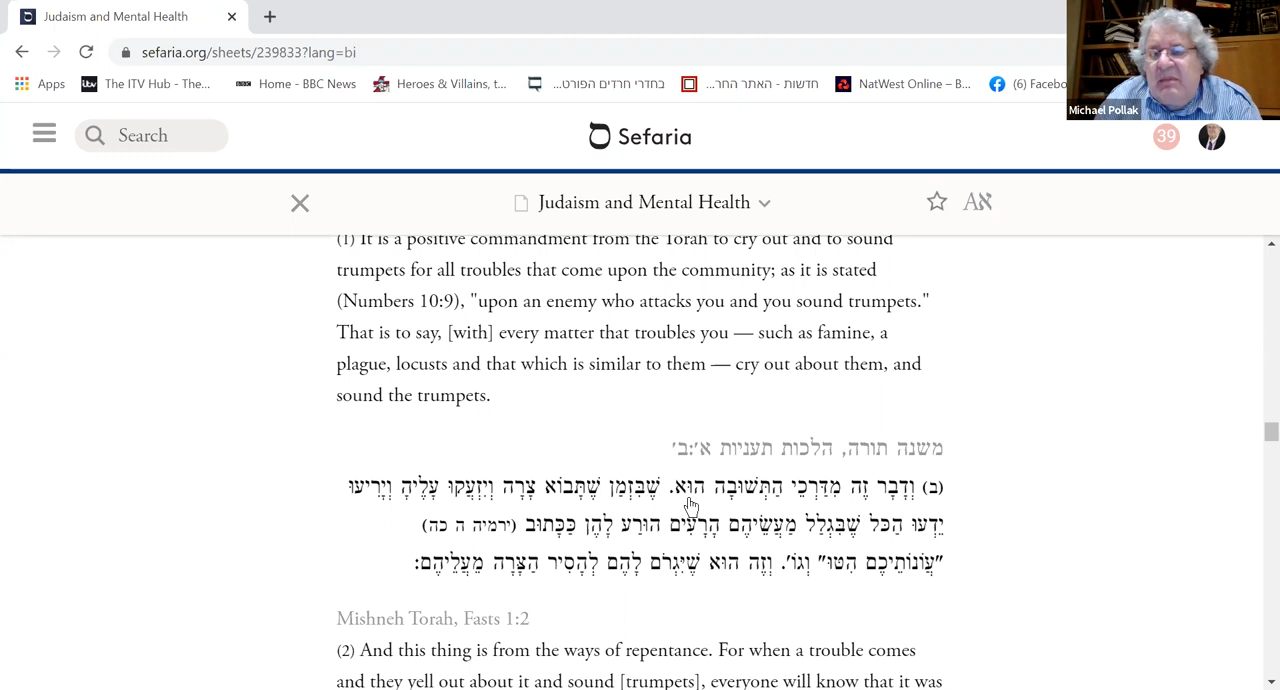 Judaism and Mental Health
sefaria.org/sheets/239833?lang=bi
Apps
The ITV Hub - The...
Home - BBC News
Heroes & Villains, t...
בחדרי חרדים הפורט...
חדשות - האתר החר...
NatWest Online – B...
(6) Facebo
Michael Pollak
Search
Sefaria
39
Judaism and Mental Health
(1) It is a positive commandment from the Torah to cry out and to sound
trumpets for all troubles that come upon the community; as it is stated
(Numbers 10:9), "upon an enemy who attacks you and you sound trumpets."
That is to say, [with] every matter that troubles you — such as famine, a
plague, locusts and that which is similar to them — cry out about them, and
sound the trumpets.
משנה תורה, הלכות תעניות א׳:ב׳
(ב) וְדָבָר זֶה מִדַּרְכֵי הַתְּשׁוּבָה הוּא. שֶׁבִּזְמַן שֶׁתָּבוֹא צָרָה וְיִזְעֲקוּ עָלֶיהָ וְיָרִיעוּ
יֵדְעוּ הַכּל שֶׁבִּגְלַל מַעֲשֵׂיהֶם הָרָעִים הוּרַע לָהֶן כַּכָּתוּב (ירמיה ה כה)
"עֲוֹנוֹתֵיכֶם הִטּוּ" וְגוֹ'. וְזֶה הוּא שֶׁיִּגְרֹם לָהֶם לְהָסִיר הַצָּרָה מֵעֲלֵיהֶם:
Mishneh Torah, Fasts 1:2
(2) And this thing is from the ways of repentance. For when a trouble comes
and they yell out about it and sound [trumpets], everyone will know that it was